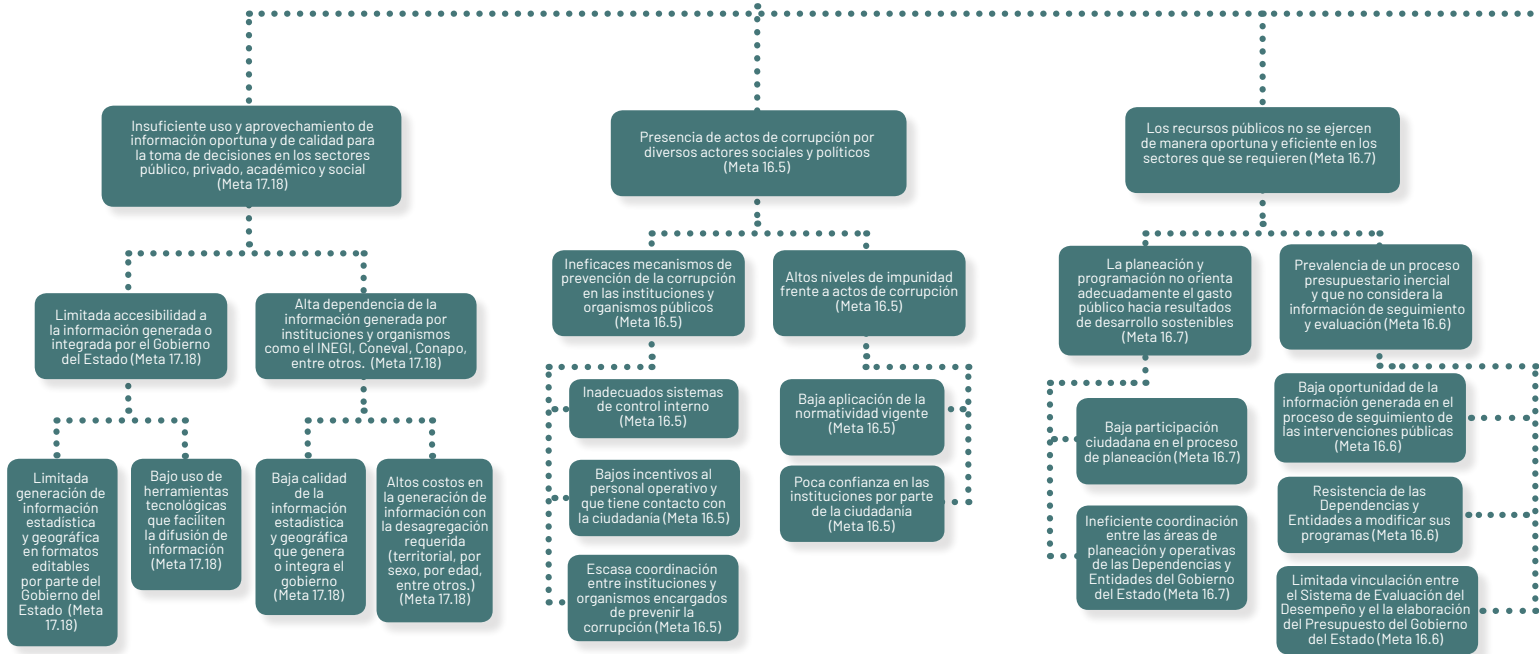 Insuficiente uso y aprovechamiento de
información oportuna y de calidad para
la toma de decisiones en los sectores
público, privado, académico y social
(Meta 17.18)
Presencia de actos de corrupción por
diversos actores sociales y políticos
(Meta 16.5)
Los recursos públicos no se ejercen
de manera oportuna y eficiente en los
sectores que se requieren (Meta 16.7)
Limitada accesibilidad a
la información generada o
integrada por el Gobierno
del Estado (Meta 17.18)
Alta dependencia de la
información generada por
instituciones y organismos
como el INEGI, Coneval, Conapo,
entre otros. (Meta 17.18)
Ineficaces mecanismos de
prevención de la corrupción
en las instituciones y
organismos públicos
(Meta 16.5)
Altos niveles de impunidad
frente a actos de corrupción
(Meta 16.5)
La planeación y
programación no orienta
adecuadamente el gasto
público hacia resultados
de desarrollo sostenibles
(Meta 16.7)
Prevalencia de un proceso
presupuestario inercial
y que no considera la
información de seguimiento
y evaluación (Meta 16.6)
Limitada
generación de
información
estadística
y geográfica
en formatos
editables
por parte del
Gobierno del
Estado (Meta
17.18)
Bajo uso de
herramientas
tecnológicas
que faciliten
la difusión de
información
(Meta 17.18)
Baja calidad
de la
información
estadística
y geográfica
que genera
o integra el
gobierno
(Meta 17.18)
Altos costos
en la
generación de
información con
la desagregación
requerida
(territorial, por
sexo, por edad,
entre otros.)
(Meta 17.18)
Inadecuados sistemas
de control interno
(Meta 16.5)
Bajos incentivos al
personal operativo y
que tiene contacto con
la ciudadanía (Meta 16.5)
Escasa coordinación
entre instituciones y
organismos encargados
de prevenir la
corrupción (Meta 16.5)
Baja aplicación de la
normatividad vigente
(Meta 16.5)
Poca confianza en las
instituciones por parte
de la ciudadanía
(Meta 16.5)
Baja participación
ciudadana en el proceso
de planeación (Meta 16.7)
Ineficiente coordinación
entre las áreas de
planeación y operativas
de las Dependencias y
Entidades del Gobierno
del Estado (Meta 16.7)
Baja oportunidad de la
información generada en el
proceso de seguimiento de
las intervenciones públicas
(Meta 16.6)
Resistencia de las
Dependencias y
Entidades a modificar sus
programas (Meta 16.6)
Limitada vinculación entre
el Sistema de Evaluación del
Desempeño y el la elaboración
del Presupuesto del Gobierno
del Estado (Meta 16.6)